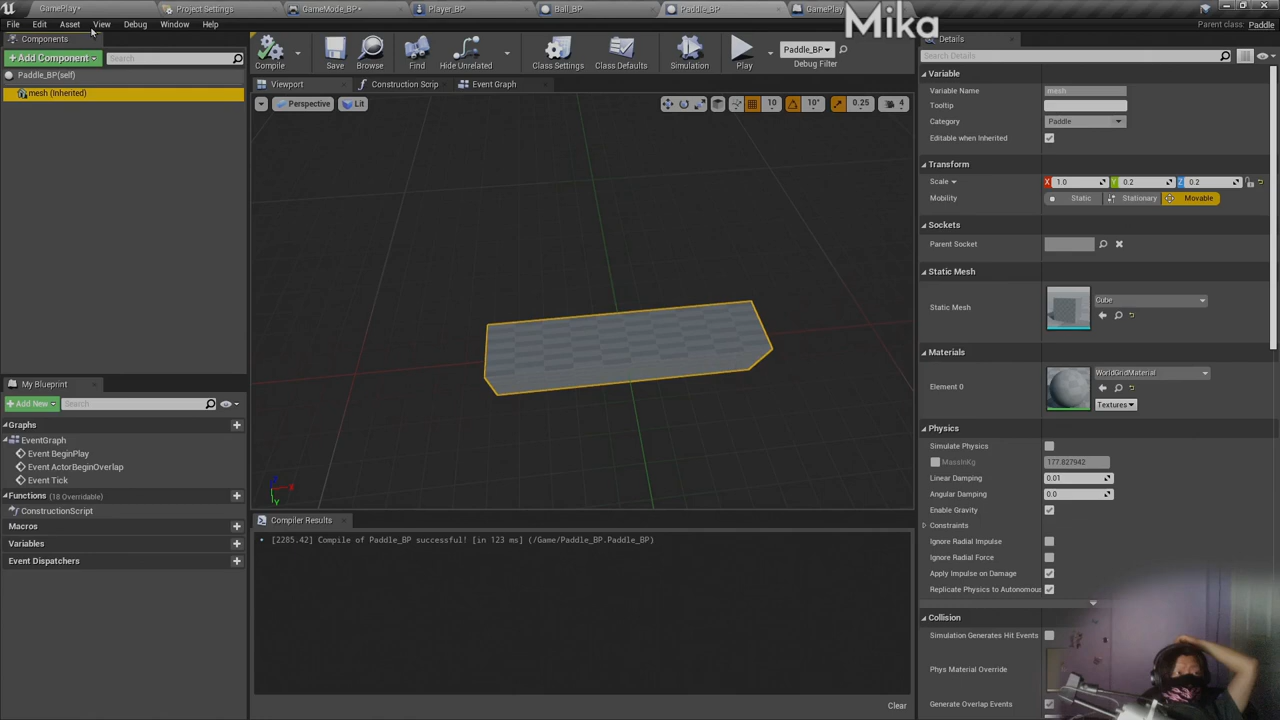 GamePlay*
Project Settings
GameMode_BP*
Player_BP
Ball_BP
Paddle_BP
GamePlay
Mika
File
Edit
Asset
View
Debug
Window
Help
Parent class: Paddle
Components
+Add Component
Search
Paddle_BP(self)
mesh (Inherited)
Compile
Save
Browse
Find
Hide Unrelated
Class Settings
Class Defaults
Simulation
Play
Paddle_BP
Debug Filter
Viewport
Construction Scrip
Event Graph
Perspective
Lit
10
10°
0.25
4
X
Y
My Blueprint
+Add New
Search
Graphs
EventGraph
Event BeginPlay
Event ActorBeginOverlap
Event Tick
Functions (18 Overridable)
ConstructionScript
Macros
Variables
Event Dispatchers
Compiler Results
[2285.42] Compile of Paddle_BP successful! [in 123 ms] (/Game/Paddle_BP.Paddle_BP)
Clear
Details
Search Details
Variable
Variable Name
mesh
Tooltip
Category
Paddle
Editable when Inherited
Transform
Scale
X 1.0
Y 0.2
Z 0.2
Mobility
Static
Stationary
Movable
Sockets
Parent Socket
Static Mesh
Static Mesh
Cube
Materials
Element 0
WorldGridMaterial
Textures
Physics
Simulate Physics
MassInKg
177.827942
Linear Damping
0.01
Angular Damping
0.0
Enable Gravity
Constraints
Ignore Radial Impulse
Ignore Radial Force
Apply Impulse on Damage
Replicate Physics to Autonomous
Collision
Simulation Generates Hit Events
Phys Material Override
Generate Overlap Events